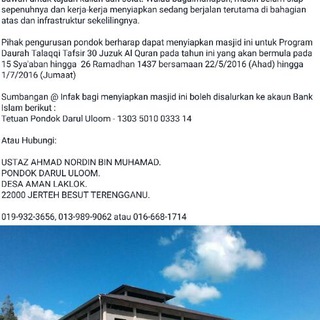 sepenuhnya dan kerja-kerja menyiapkan sedang berjalan terutama di bahagian
atas dan infrastruktur sekelilingnya.
Pihak pengurusan pondok berharap dapat menyiapkan masjid ini untuk Program
Daurah Talaqqi Tafsir 30 Juzuk Al Quran pada tahun ini yang akan bermula pada
15 Sya'aban hingga 26 Ramadhan 1437 bersamaan 22/5/2016 (Ahad) hingga
1/7/2016 (Jumaat)
Sumbangan @ Infak bagi menyiapkan masjid ini boleh disalurkan ke akaun Bank
Islam berikut :
Tetuan Pondok Darul Uloom - 1303 5010 0333 14
Atau Hubungi:
USTAZ AHMAD NORDIN BIN MUHAMAD.
PONDOK DARUL ULOOM.
DESA AMAN LAKLOK.
22000 JERTEH BESUT TERENGGANU.
019-932-3656, 013-989-9062 atau 016-668-1714